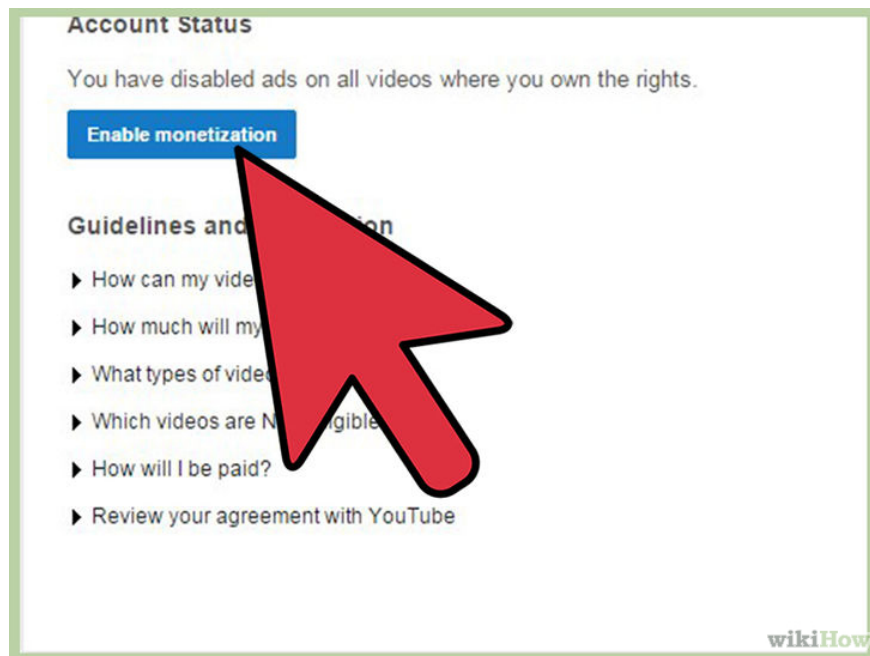 Account Status
You have disabled ads on all videos where you own the rights.
Enable monetization
Guidelines and
How can my
How much will my
What types of
Which videos are
How will I be paid?
Review your agreement with YouTube
wikiHow